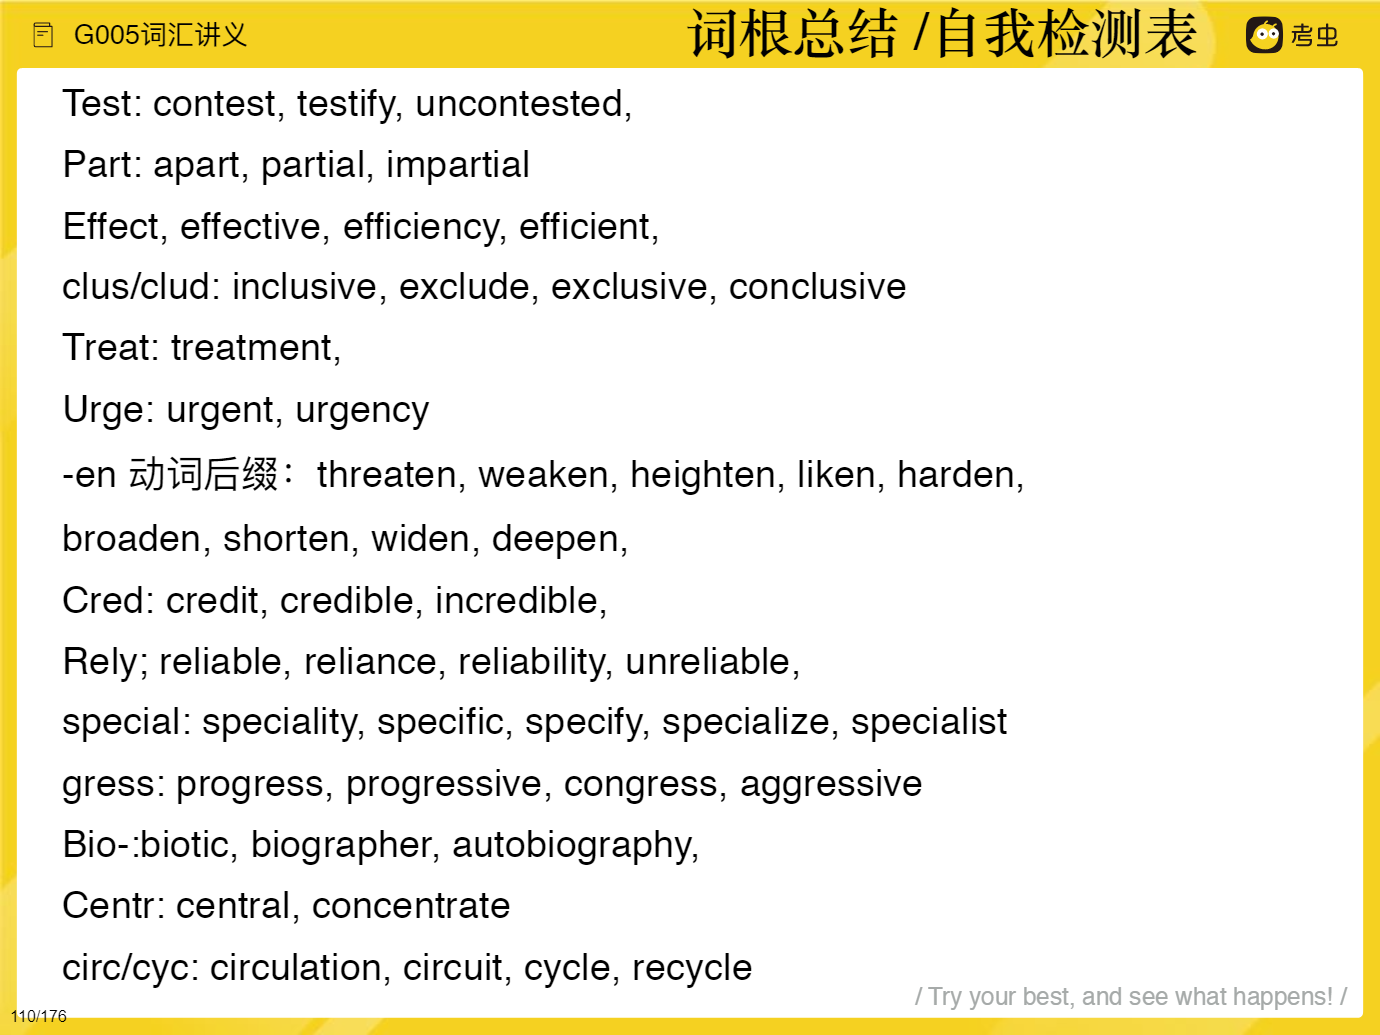 G005词汇讲义
词根总结 /自我检测表
考虫
Test: contest, testify, uncontested,
Part: apart, partial, impartial
Effect, effective, efficiency, efficient,
clus/clud: inclusive, exclude, exclusive, conclusive
Treat: treatment,
Urge: urgent, urgency
-en 动词后缀：threaten, weaken, heighten, liken, harden,
broaden, shorten, widen, deepen,
Cred: credit, credible, incredible,
Rely; reliable, reliance, reliability, unreliable,
special: speciality, specific, specify, specialize, specialist
gress: progress, progressive, congress, aggressive
Bio-:biotic, biographer, autobiography,
Centr: central, concentrate
circ/cyc: circulation, circuit, cycle, recycle
/ Try your best, and see what happens! /
110/176